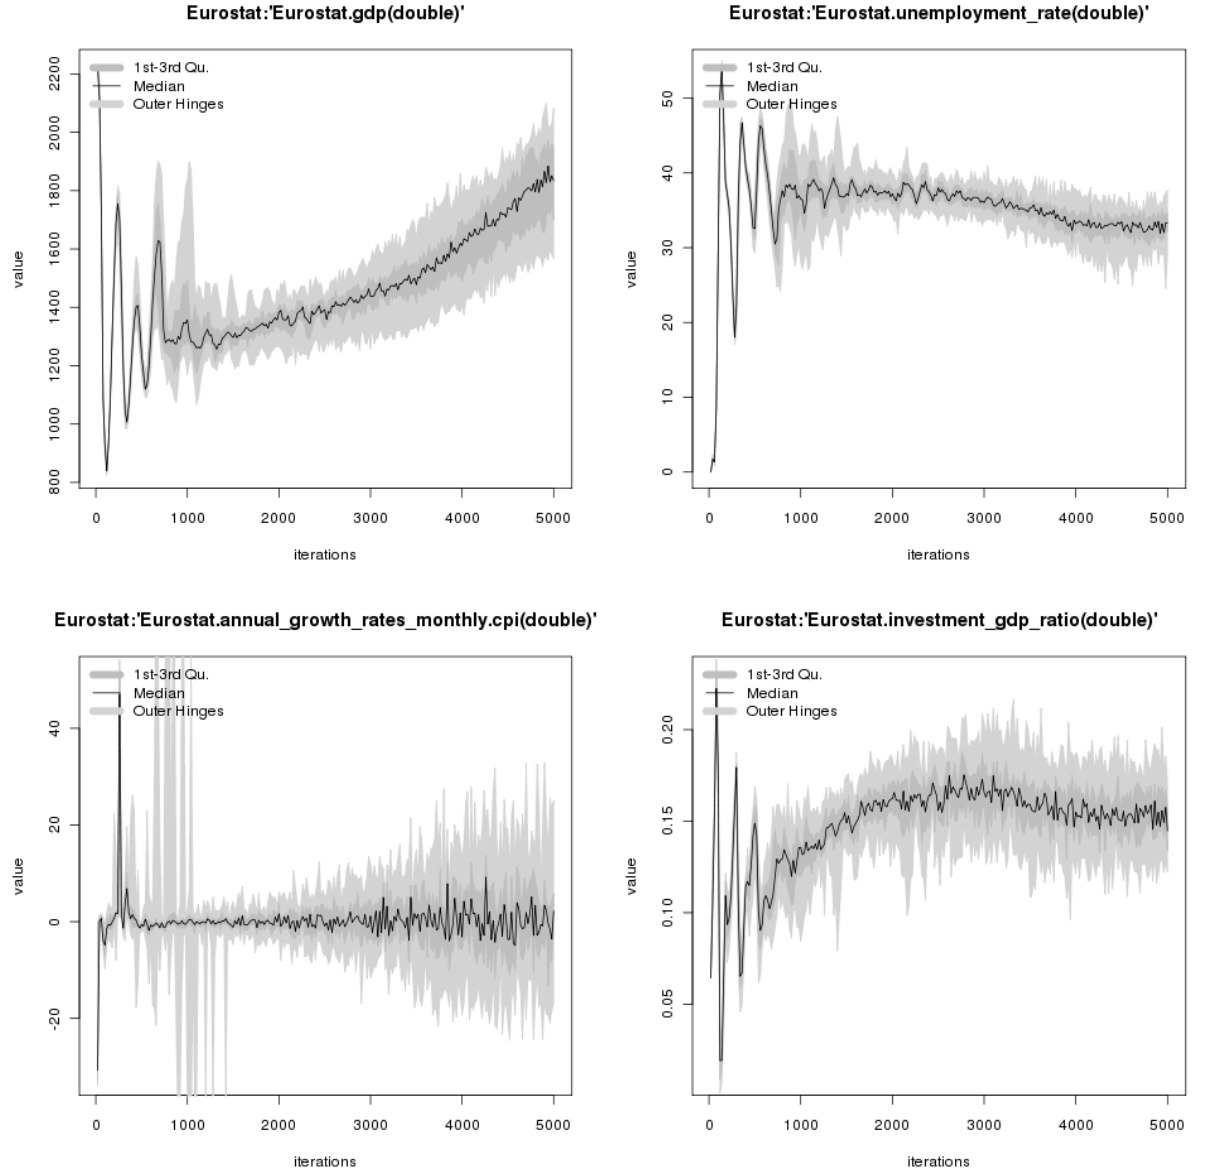 Eurostat:'Eurostat.gdp(double)'
1st-3rd Qu.
Median
Outer Hinges
value
800 1000 1200 1400 1600 1800 2000 2200
0 1000 2000 3000 4000 5000
iterations
Eurostat:'Eurostat.unemployment_rate(double)'
1st-3rd Qu.
Median
Outer Hinges
value
0 10 20 30 40 50
0 1000 2000 3000 4000 5000
iterations
Eurostat:'Eurostat.annual_growth_rates_monthly.cpi(double)'
1st-3rd Qu.
Median
Outer Hinges
value
-20 0 20 40
0 1000 2000 3000 4000 5000
iterations
Eurostat:'Eurostat.investment_gdp_ratio(double)'
1st-3rd Qu.
Median
Outer Hinges
value
0.05 0.10 0.15 0.20
0 1000 2000 3000 4000 5000
iterations